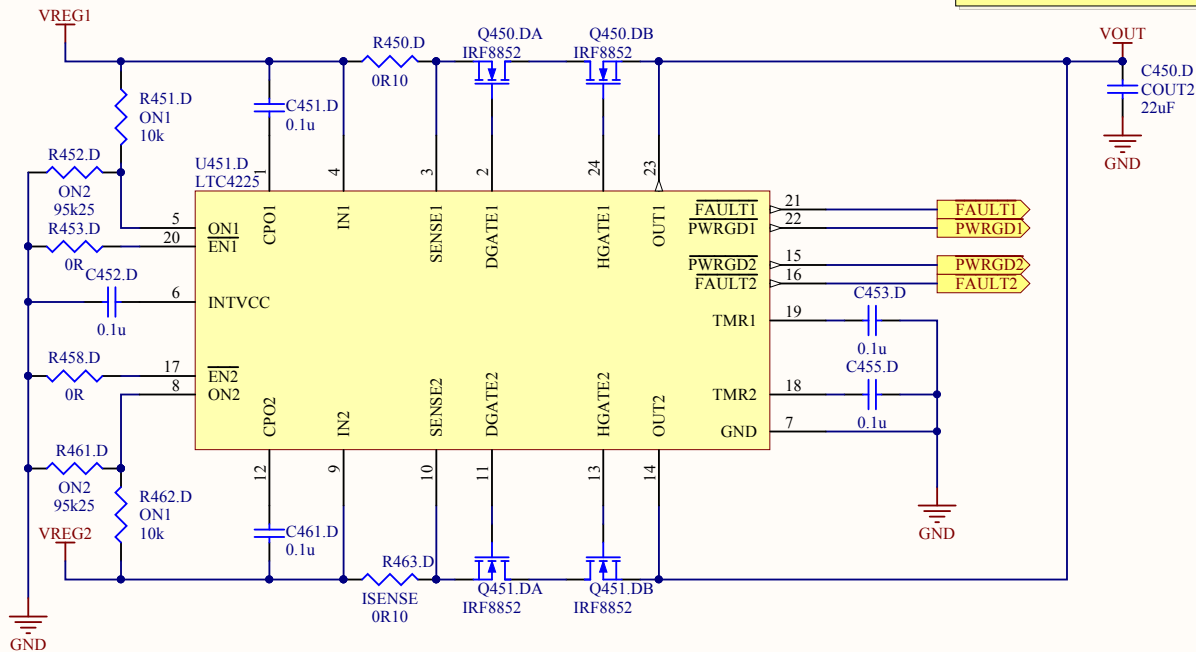 VREG1
R450.D
0R10
Q450.DA
IRF8852
Q450.DB
IRF8852
VOUT
C450.D
COUT2
22uF
GND
R451.D
ON1
10k
C451.D
0.1u
R452.D
ON2
95k25
U451.D
LTC4225
1
4
3
2
24
23
CPO1
IN1
SENSE1
DGATE1
HGATE1
OUT1
5
ON1
20
EN1
R453.D
0R
C452.D
0.1u
6
INTVCC
R458.D
0R
17
EN2
8
ON2
FAULT1
21
FAULT1
PWRGD1
22
PWRGD1
PWRGD2
15
PWRGD2
FAULT2
16
FAULT2
TMR1
19
C453.D
0.1u
TMR2
18
C455.D
0.1u
GND
7
GND
CPO2
IN2
SENSE2
DGATE2
HGATE2
OUT2
12
9
10
11
13
14
R461.D
ON2
95k25
R462.D
ON1
10k
C461.D
0.1u
VREG2
R463.D
ISENSE
0R10
Q451.DA
IRF8852
Q451.DB
IRF8852
GND